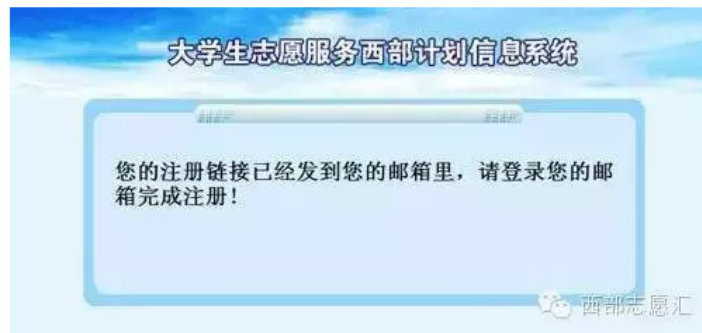 大学生志愿服务西部计划信息系统
您的注册链接已经发到您的邮箱里，请登录您的邮
箱完成注册！
西部志愿汇